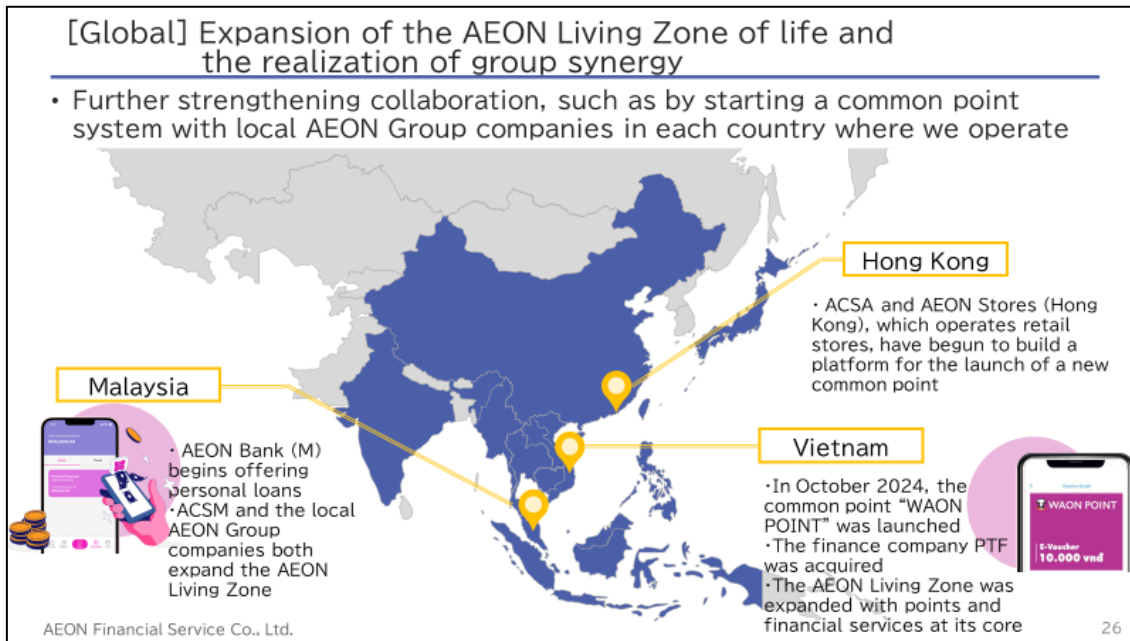 [Global] Expansion of the AEON Living Zone of life and
the realization of group synergy
• Further strengthening collaboration, such as by starting a common point
system with local AEON Group companies in each country where we operate
Hong Kong
・ACSA and AEON Stores (Hong
Kong), which operates retail
stores, have begun to build a
platform for the launch of a new
common point
Malaysia
・AEON Bank (M)
begins offering
personal loans
・ACSM and the local
AEON Group
companies both
expand the AEON
Living Zone
Vietnam
・In October 2024, the
common point “WAON
POINT” was launched
・The finance company PTF
was acquired
・The AEON Living Zone was
expanded with points and
financial services at its core
WAON POINT
E-Voucher
10.000 vnđ
AEON Financial Service Co., Ltd.
26